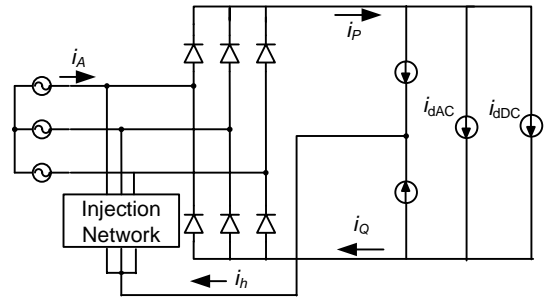 i_P
i_A
i_dAC
i_dDC
Injection
Network
i_Q
i_h